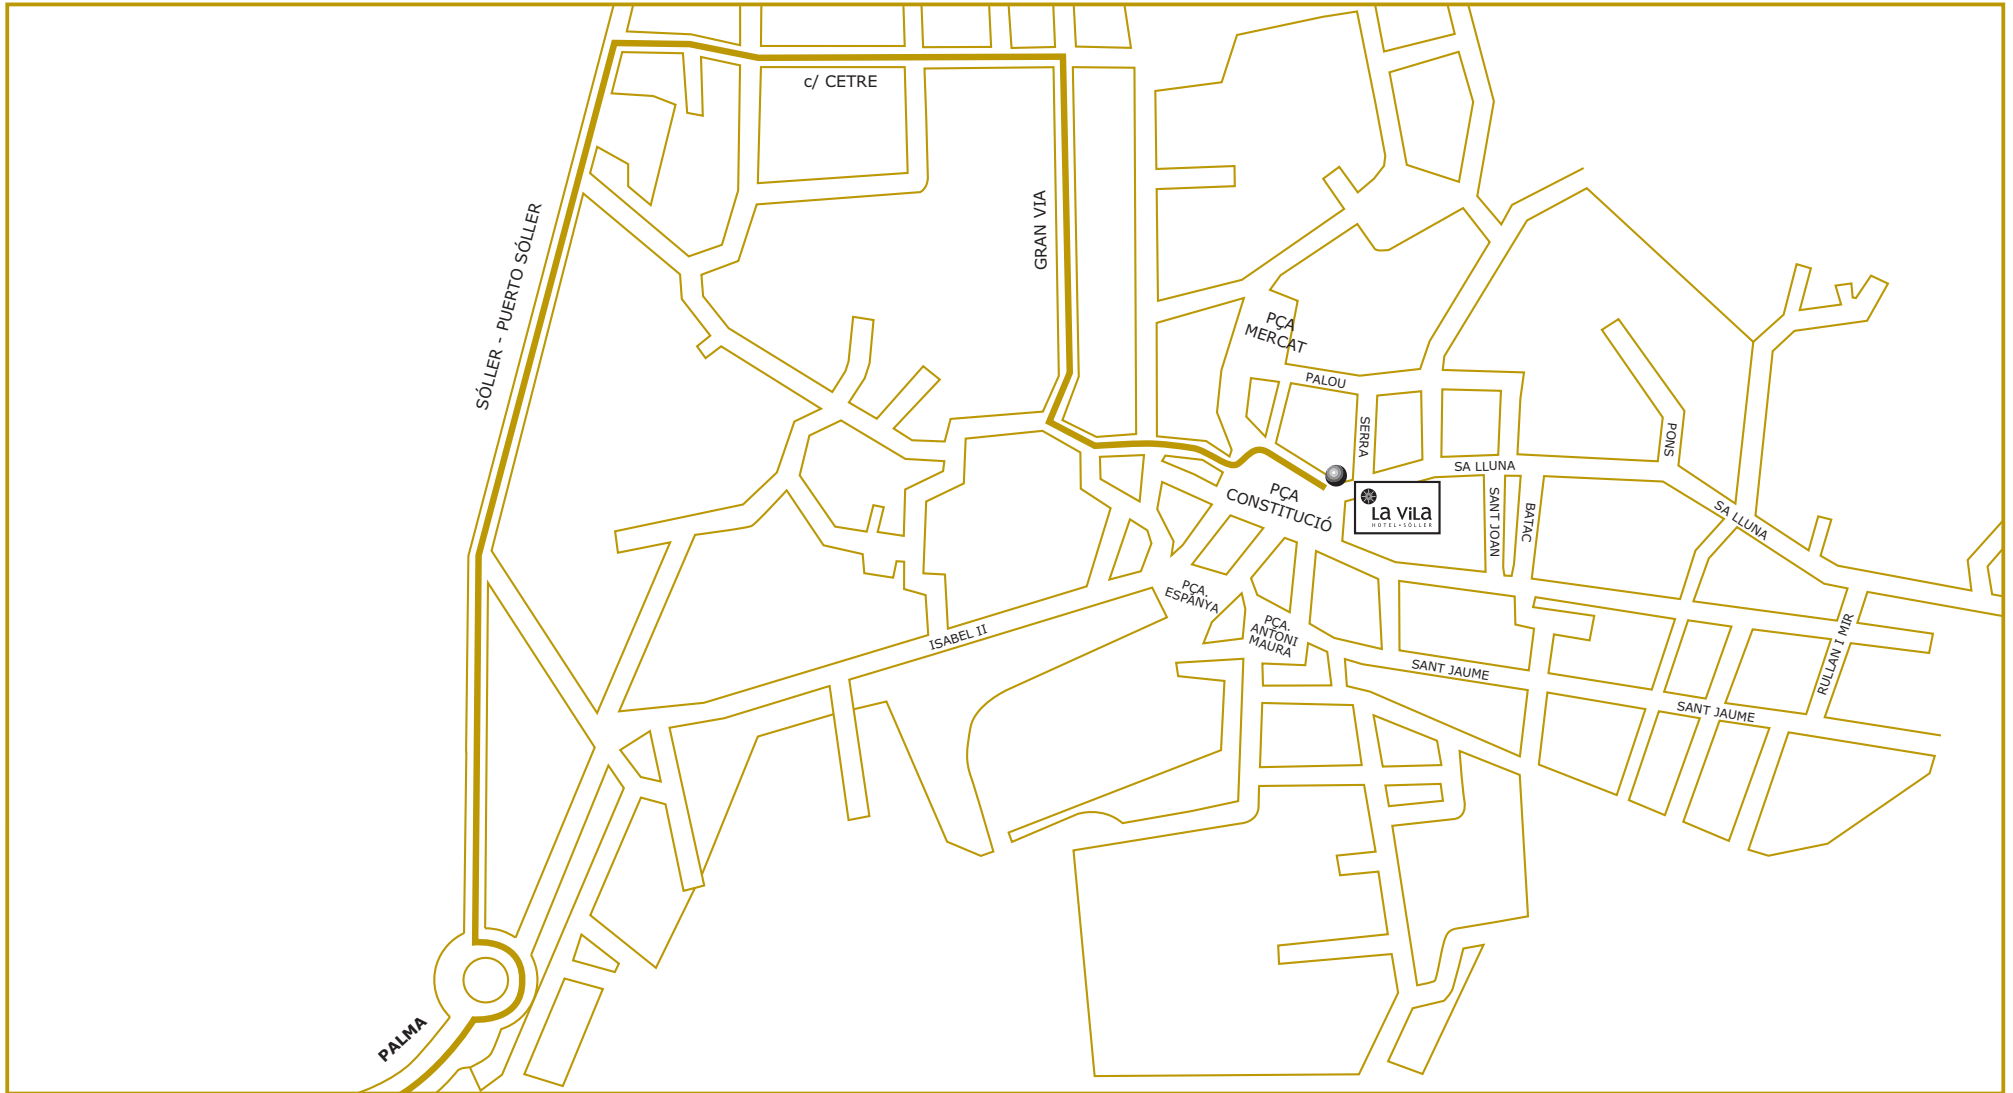 c/ CETRE
SÓLLER - PUERTO SÓLLER
GRAN VIA
PÇA
MERCAT
PALOU
SERRA
PONS
SA LLUNA
PÇA
CONSTITUCIÓ
La ViLa
HOTEL•SÓLLER
SANT JOAN
BATAC
SA LLUNA
PÇA.
ESPANYA
PÇA.
ANTONI
MAURA
ISABEL II
RULLAN I MIR
SANT JAUME
SANT JAUME
PALMA